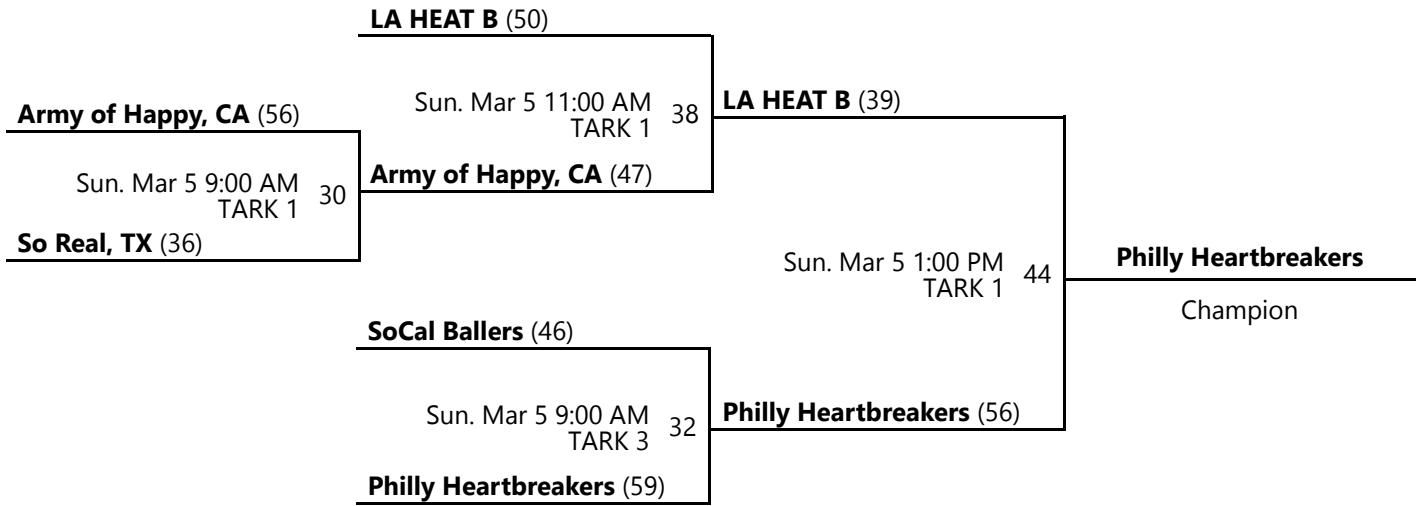 LA HEAT B (50)
Sun. Mar 5 11:00 AM
TARK 1
38
LA HEAT B (39)
Army of Happy, CA (56)
Sun. Mar 5 9:00 AM
TARK 1
30
Army of Happy, CA (47)
So Real, TX (36)
Sun. Mar 5 1:00 PM
TARK 1
44
Philly Heartbreakers
Champion
SoCal Ballers (46)
Sun. Mar 5 9:00 AM
TARK 3
32
Philly Heartbreakers (56)
Philly Heartbreakers (59)